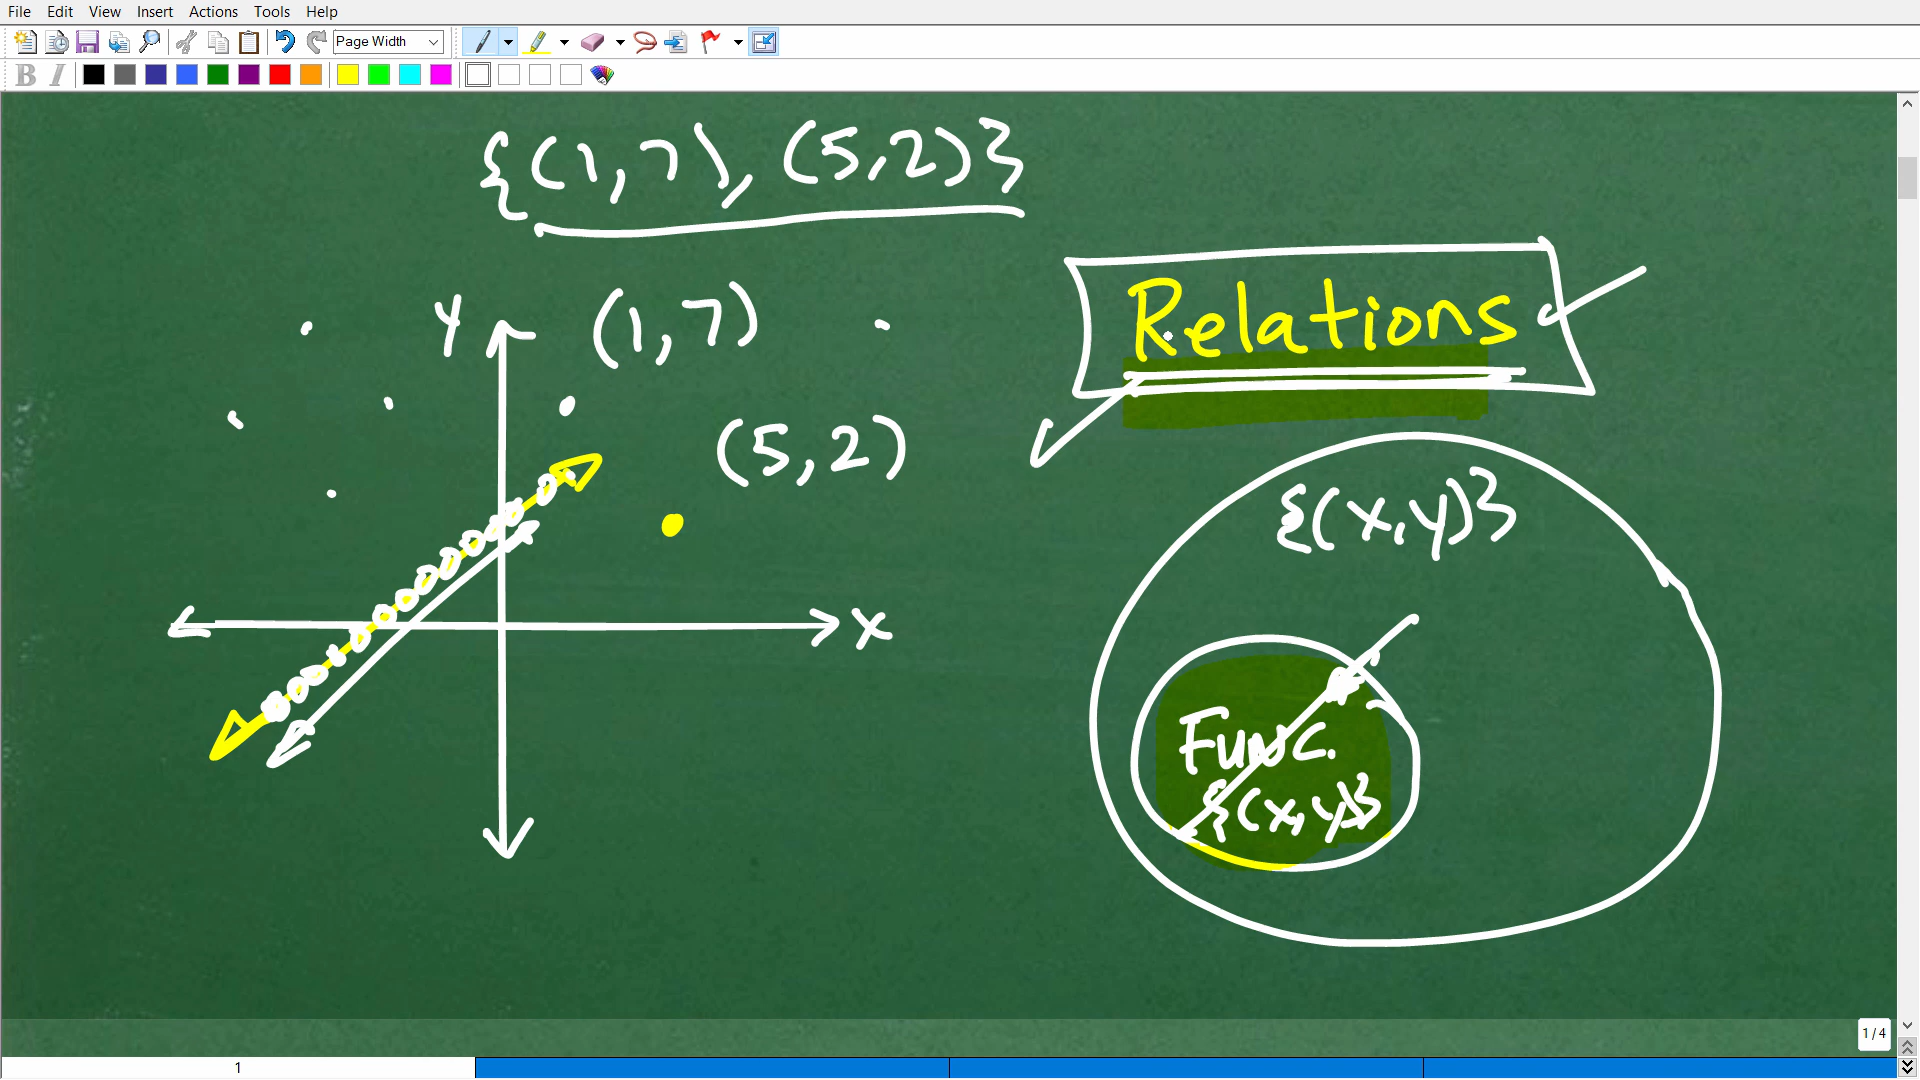 File Edit View Insert Actions Tools Help
Page Width
B I
{(1,7), (5,2)}
Relations
y (1,7)
(5,2)
{(x,y)}
x
Func.
{(x,y)}
1 / 4
1